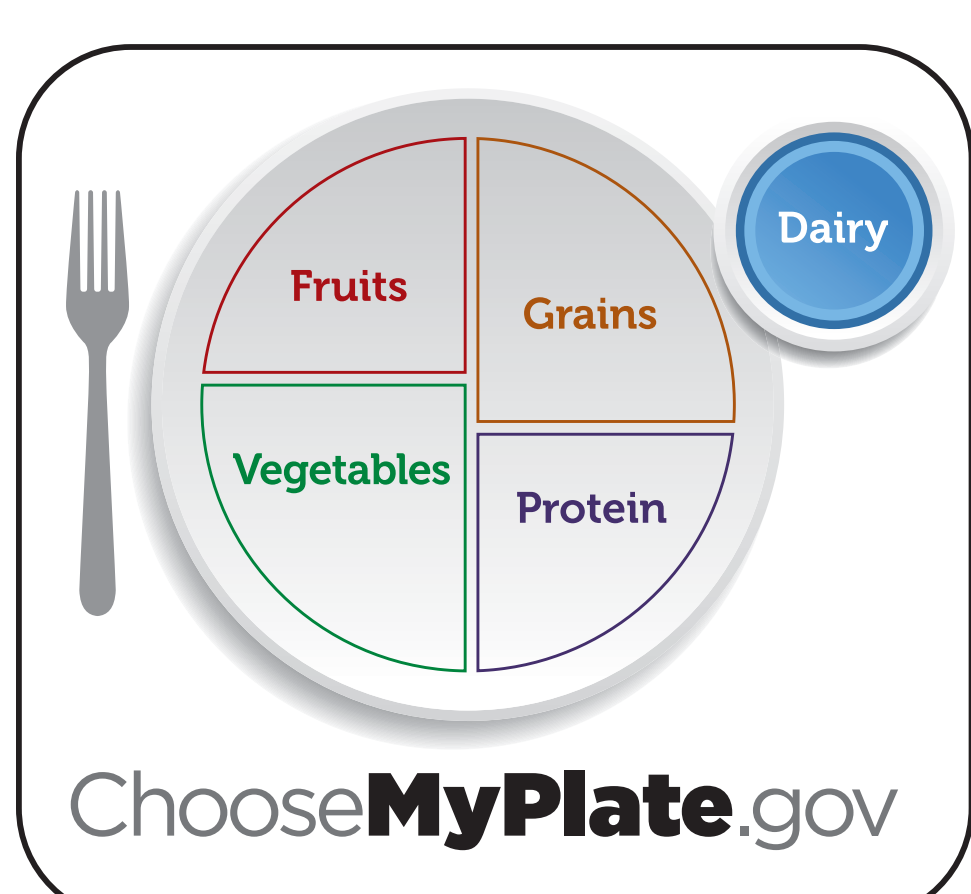 Fruits
Grains
Dairy
Vegetables
Protein
ChooseMyPlate.gov